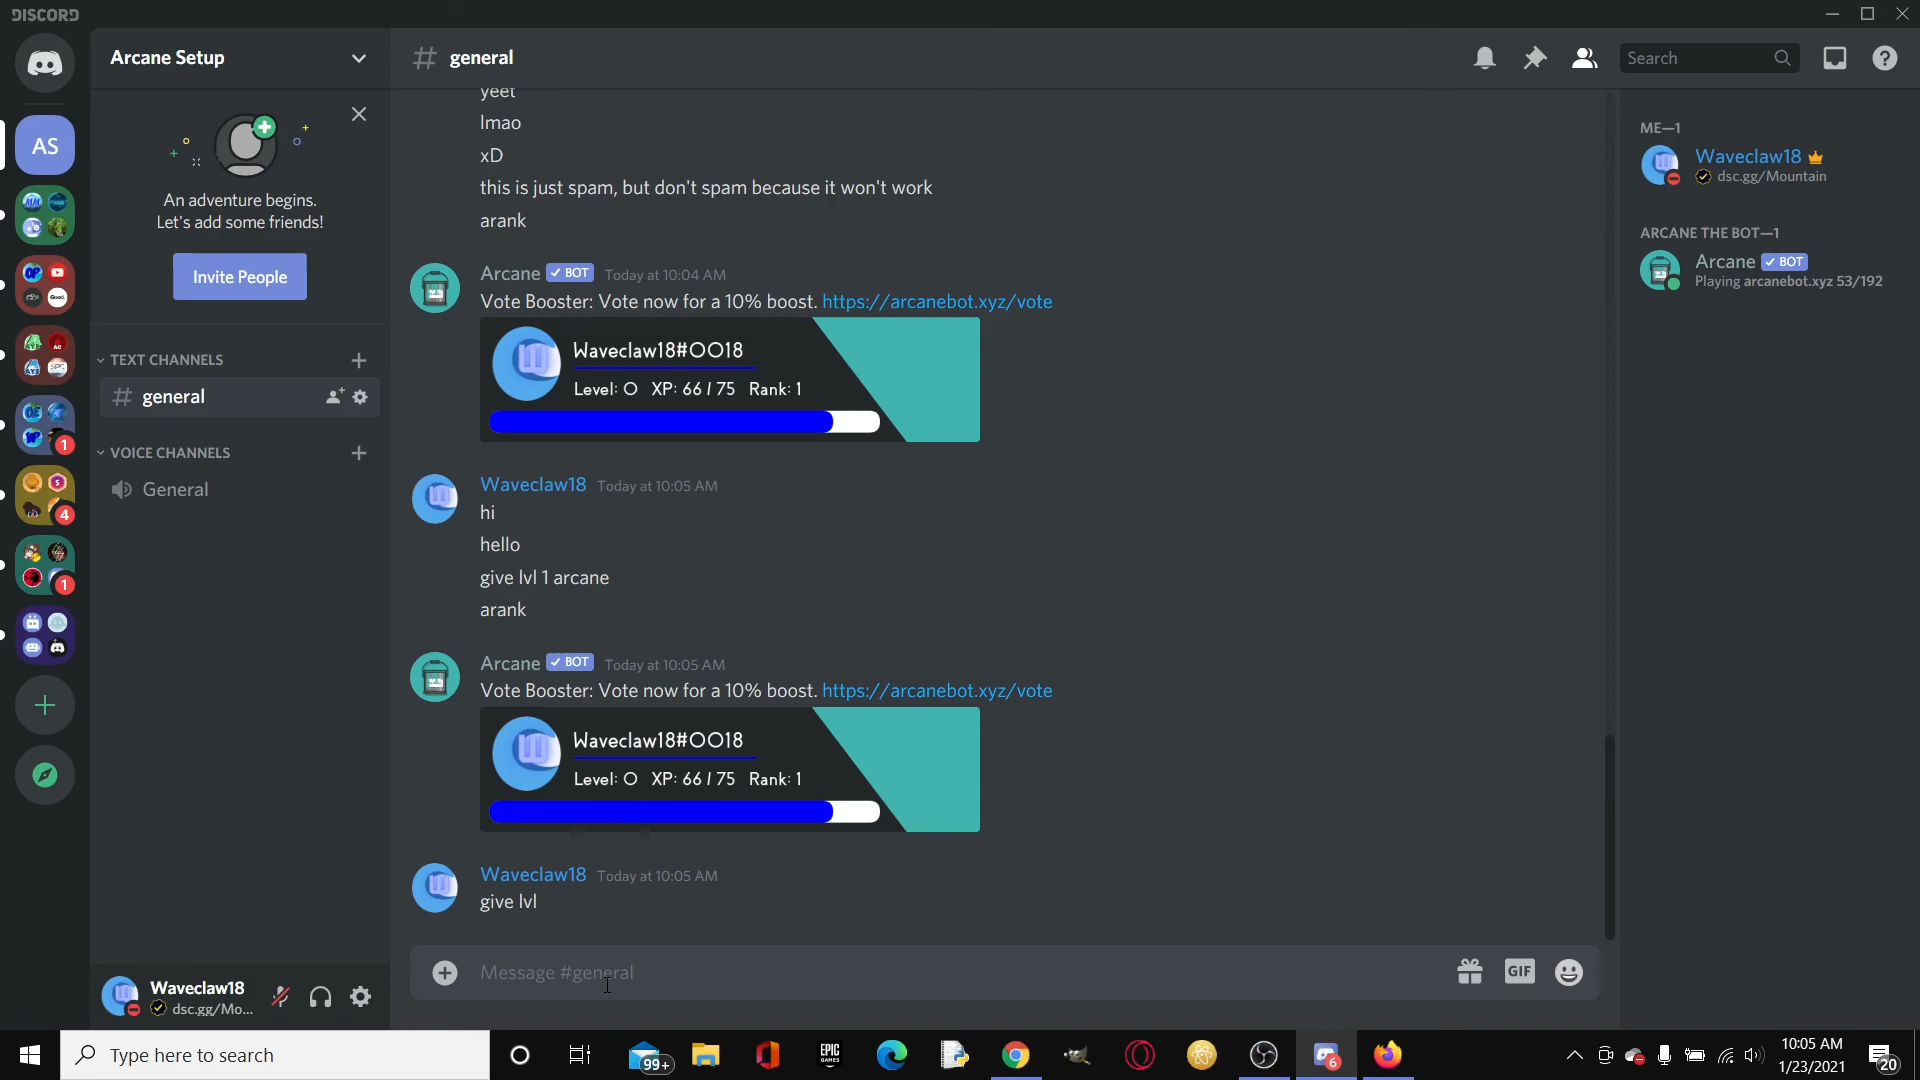 DISCORD
Arcane Setup
general
Search
AS
An adventure begins.
Let's add some friends!
Invite People
TEXT CHANNELS
general
VOICE CHANNELS
General
1
4
1
yeet
lmao
xD
this is just spam, but don't spam because it won't work
arank
Arcane BOT Today at 10:04 AM
Vote Booster: Vote now for a 10% boost. https://arcanebot.xyz/vote
Waveclaw18#0018
Level: 0 XP: 66 / 75 Rank: 1
Waveclaw18 Today at 10:05 AM
hi
hello
give lvl 1 arcane
arank
Arcane BOT Today at 10:05 AM
Vote Booster: Vote now for a 10% boost. https://arcanebot.xyz/vote
Waveclaw18#0018
Level: 0 XP: 66 / 75 Rank: 1
Waveclaw18 Today at 10:05 AM
give lvl
Message #general
GIF
ME—1
Waveclaw18
dsc.gg/Mountain
ARCANE THE BOT—1
Arcane BOT
Playing arcanebot.xyz 53/192
Waveclaw18
dsc.gg/Mo...
Type here to search
99+
EPIC
GAMES
6
10:05 AM
1/23/2021
20